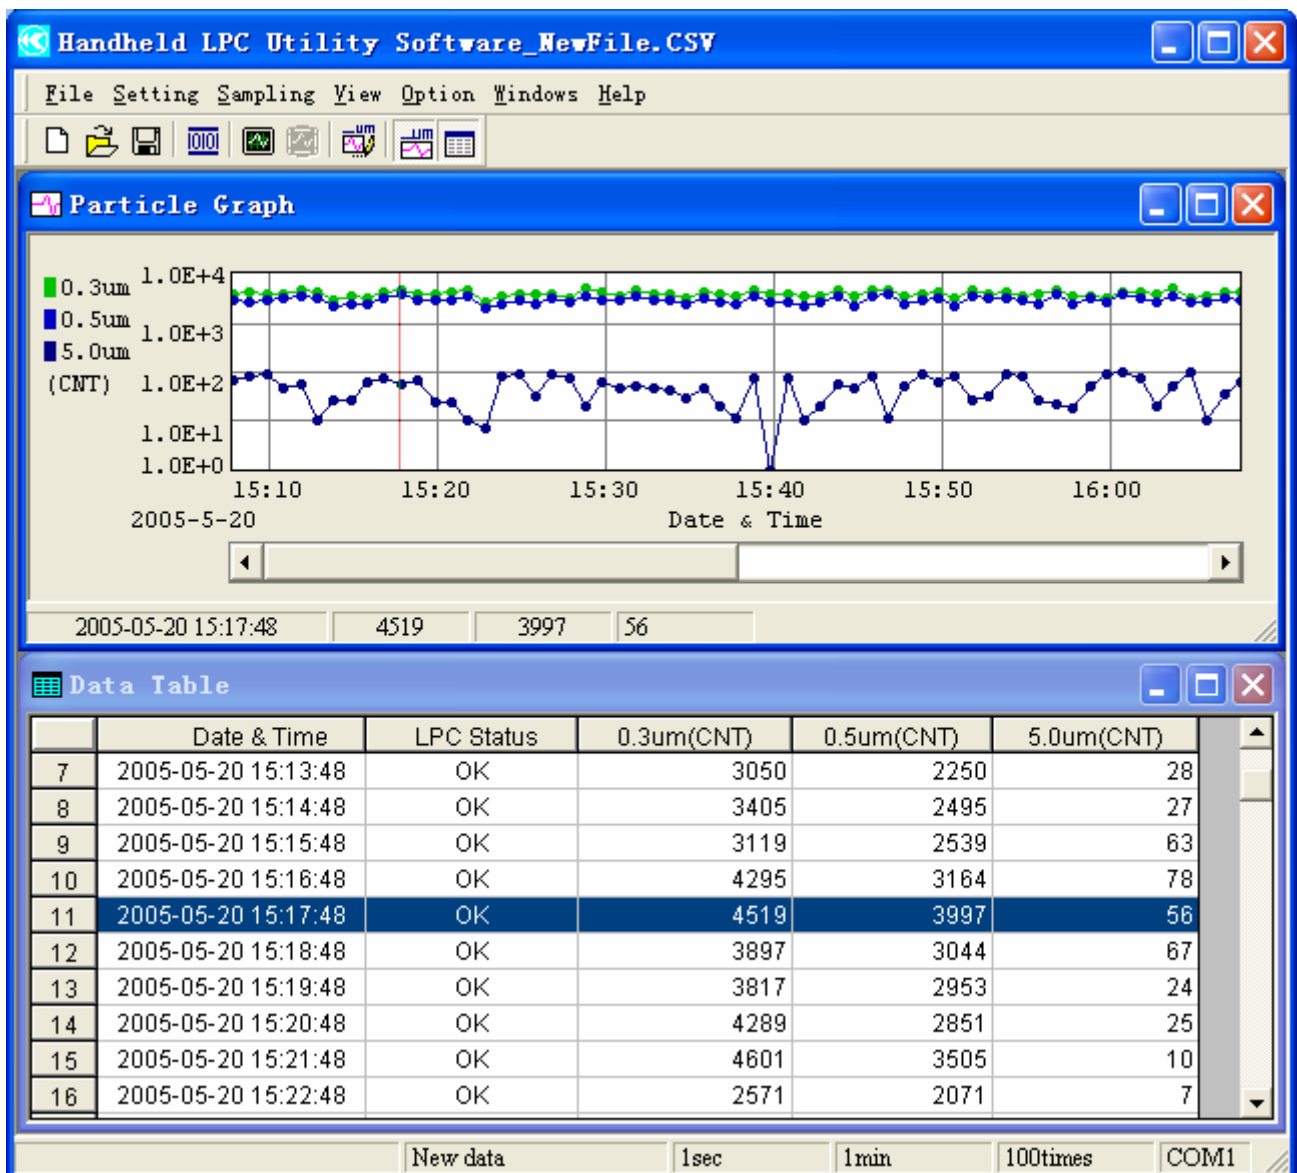 Handheld LPC Utility Software_NewFile.CSV
File Setting Sampling View Option Windows Help
Particle Graph
0.3um 1.0E+4
0.5um 1.0E+3
5.0um
(CNT) 1.0E+2
1.0E+1
1.0E+0
15:10 15:20 15:30 15:40 15:50 16:00
2005-5-20 Date & Time
2005-05-20 15:17:48 4519 3997 56
Data Table
Date & Time LPC Status 0.3um(CNT) 0.5um(CNT) 5.0um(CNT)
7 2005-05-20 15:13:48 OK 3050 2250 28
8 2005-05-20 15:14:48 OK 3405 2495 27
9 2005-05-20 15:15:48 OK 3119 2539 63
10 2005-05-20 15:16:48 OK 4295 3164 78
11 2005-05-20 15:17:48 OK 4519 3997 56
12 2005-05-20 15:18:48 OK 3897 3044 67
13 2005-05-20 15:19:48 OK 3817 2953 24
14 2005-05-20 15:20:48 OK 4289 2851 25
15 2005-05-20 15:21:48 OK 4601 3505 10
16 2005-05-20 15:22:48 OK 2571 2071 7
New data 1sec 1min 100times COM1